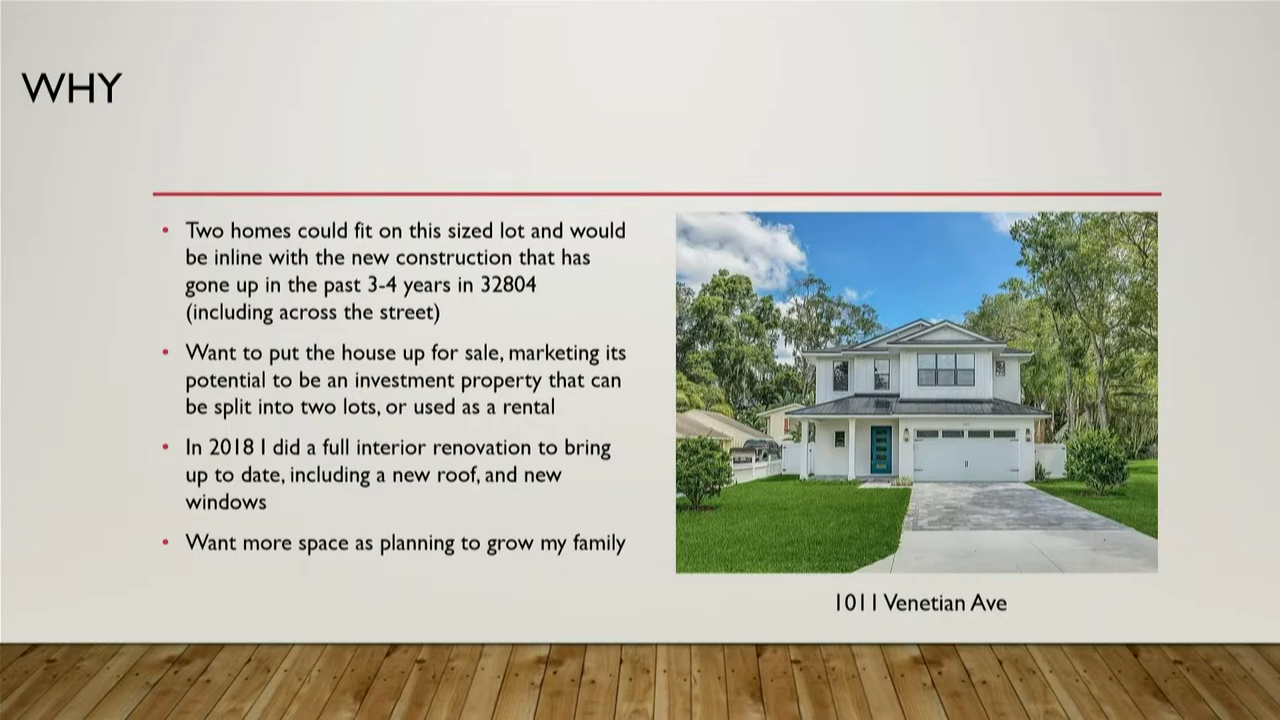 WHY
• Two homes could fit on this sized lot and would
be inline with the new construction that has
gone up in the past 3-4 years in 32804
(including across the street)
• Want to put the house up for sale, marketing its
potential to be an investment property that can
be split into two lots, or used as a rental
• In 2018 I did a full interior renovation to bring
up to date, including a new roof, and new
windows
• Want more space as planning to grow my family
1011 Venetian Ave